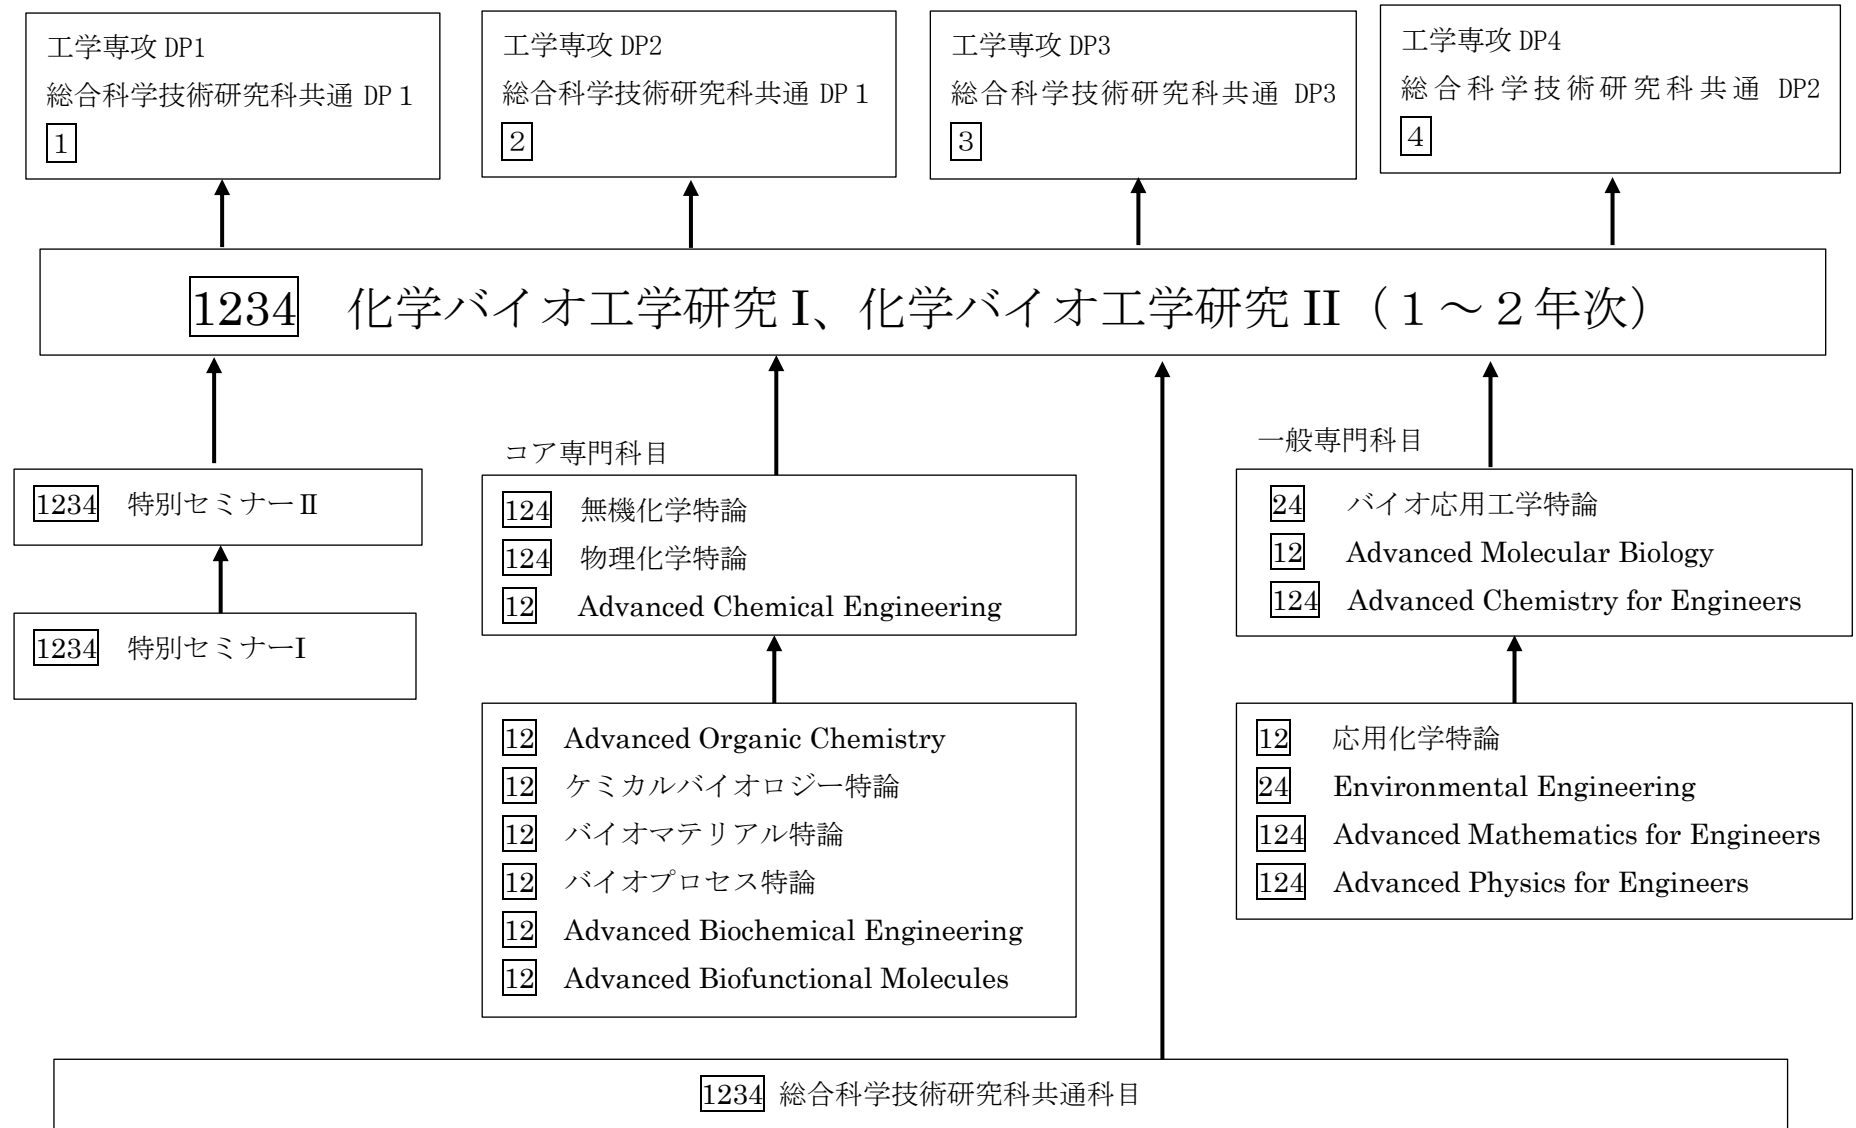 工学専攻 DP1
総合科学技術研究科共通 DP１
1
工学専攻 DP2
総合科学技術研究科共通 DP１
2
工学専攻 DP3
総合科学技術研究科共通 DP3
3
工学専攻 DP4
総合科学技術研究科共通 DP2
4
1234 化学バイオ工学研究 I、化学バイオ工学研究 II（１～２年次）
1234 特別セミナーⅡ
1234 特別セミナーI
コア専門科目
124 無機化学特論
124 物理化学特論
12 Advanced Chemical Engineering
12 Advanced Organic Chemistry
12 ケミカルバイオロジー特論
12 バイオマテリアル特論
12 バイオプロセス特論
12 Advanced Biochemical Engineering
12 Advanced Biofunctional Molecules
一般専門科目
24 バイオ応用工学特論
12 Advanced Molecular Biology
124 Advanced Chemistry for Engineers
12 応用化学特論
24 Environmental Engineering
124 Advanced Mathematics for Engineers
124 Advanced Physics for Engineers
1234 総合科学技術研究科共通科目